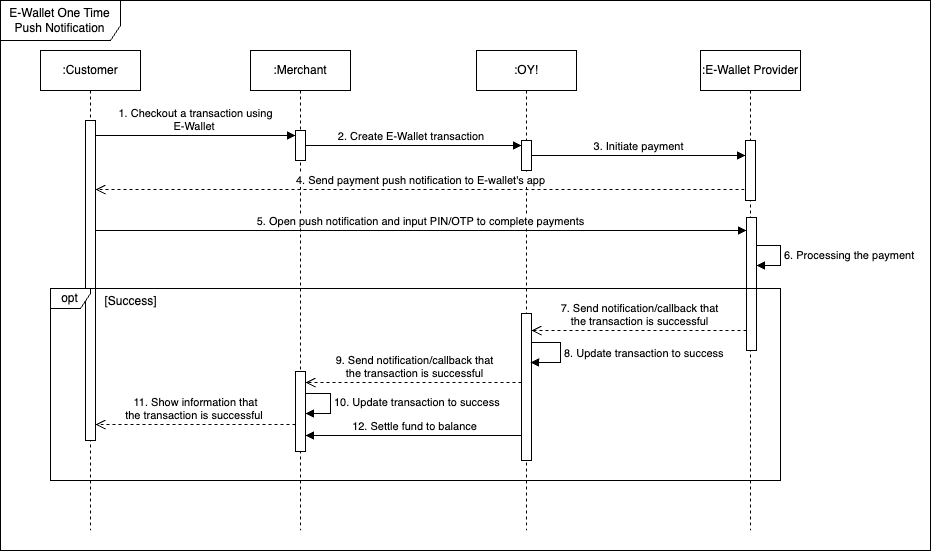 E-Wallet One Time
Push Notification
:Customer
:Merchant
:OY!
:E-Wallet Provider
1. Checkout a transaction using
E-Wallet
2. Create E-Wallet transaction
3. Initiate payment
4. Send payment push notification to E-wallet's app
5. Open push notification and input PIN/OTP to complete payments
6. Processing the payment
opt
[Success]
7. Send notification/callback that
the transaction is successful
8. Update transaction to success
9. Send notification/callback that
the transaction is successful
10. Update transaction to success
11. Show information that
the transaction is successful
12. Settle fund to balance